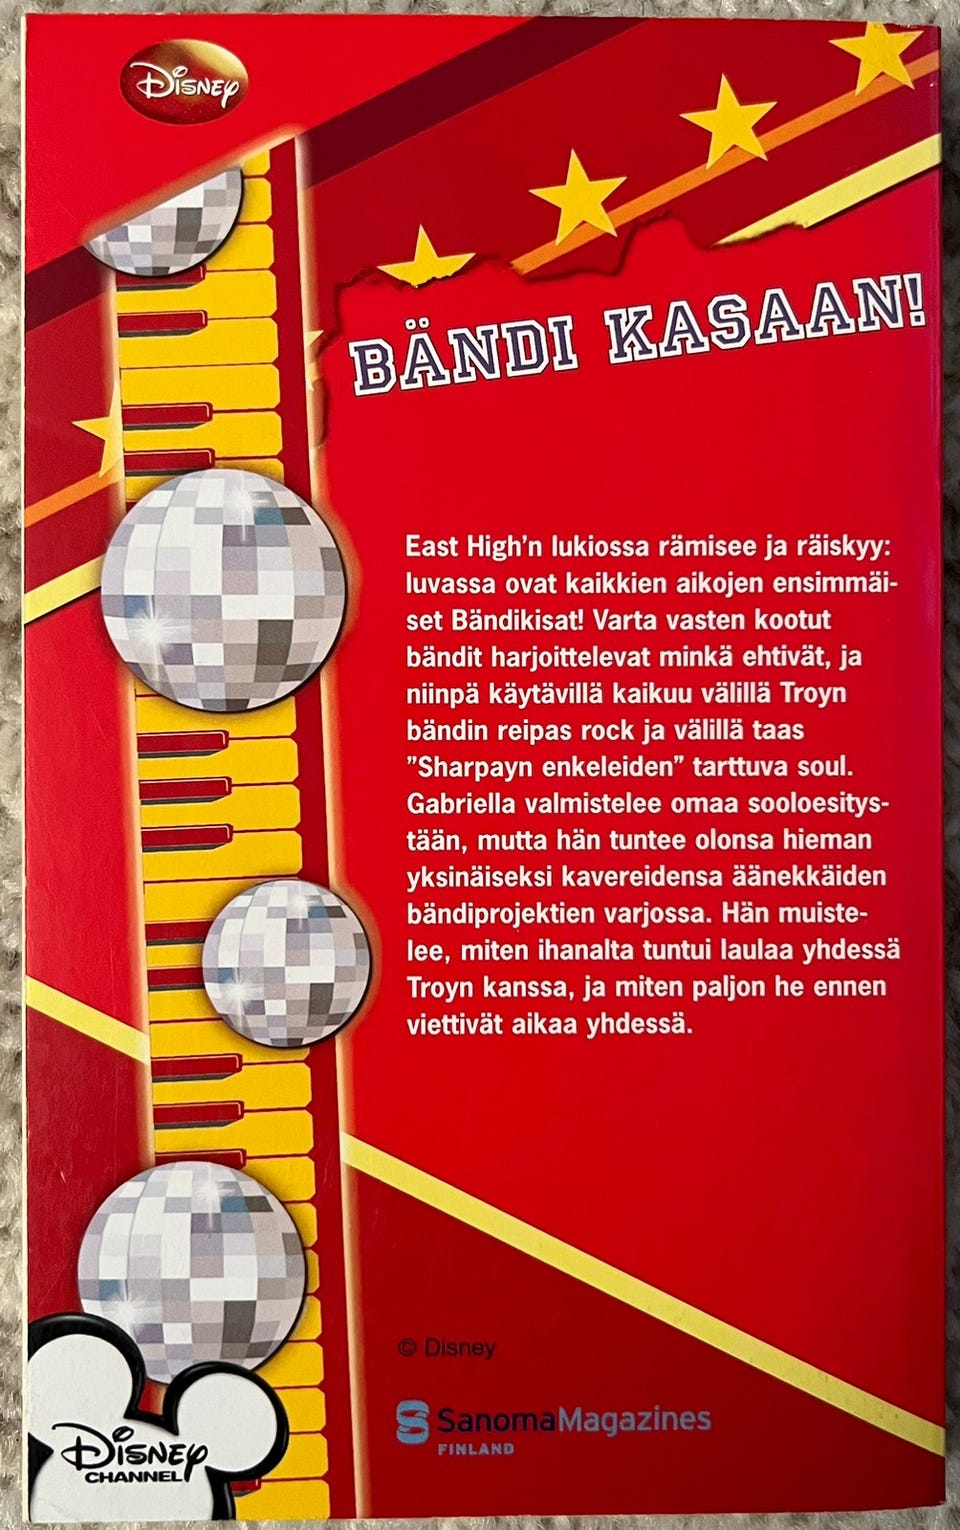 Disney
BÄNDI KASAAN!
East High’n lukiossa rämisee ja räiskyy:
luvassa ovat kaikkien aikojen ensimmäi-
set Bändikisat! Varta vasten kootut
bändit harjoittelevat minkä ehtivät, ja
niinpä käytävillä kaikuu välillä Troyn
bändin reipas rock ja välillä taas
”Sharpayn enkeleiden” tarttuva soul.
Gabriella valmistelee omaa sooloesitys-
tään, mutta hän tuntee olonsa hieman
yksinäiseksi kavereidensa äänekkäiden
bändiprojektien varjossa. Hän muiste-
lee, miten ihanalta tuntui laulaa yhdessä
Troyn kanssa, ja miten paljon he ennen
viettivät aikaa yhdessä.
© Disney
SanomaMagazines
FINLAND
Disney
CHANNEL